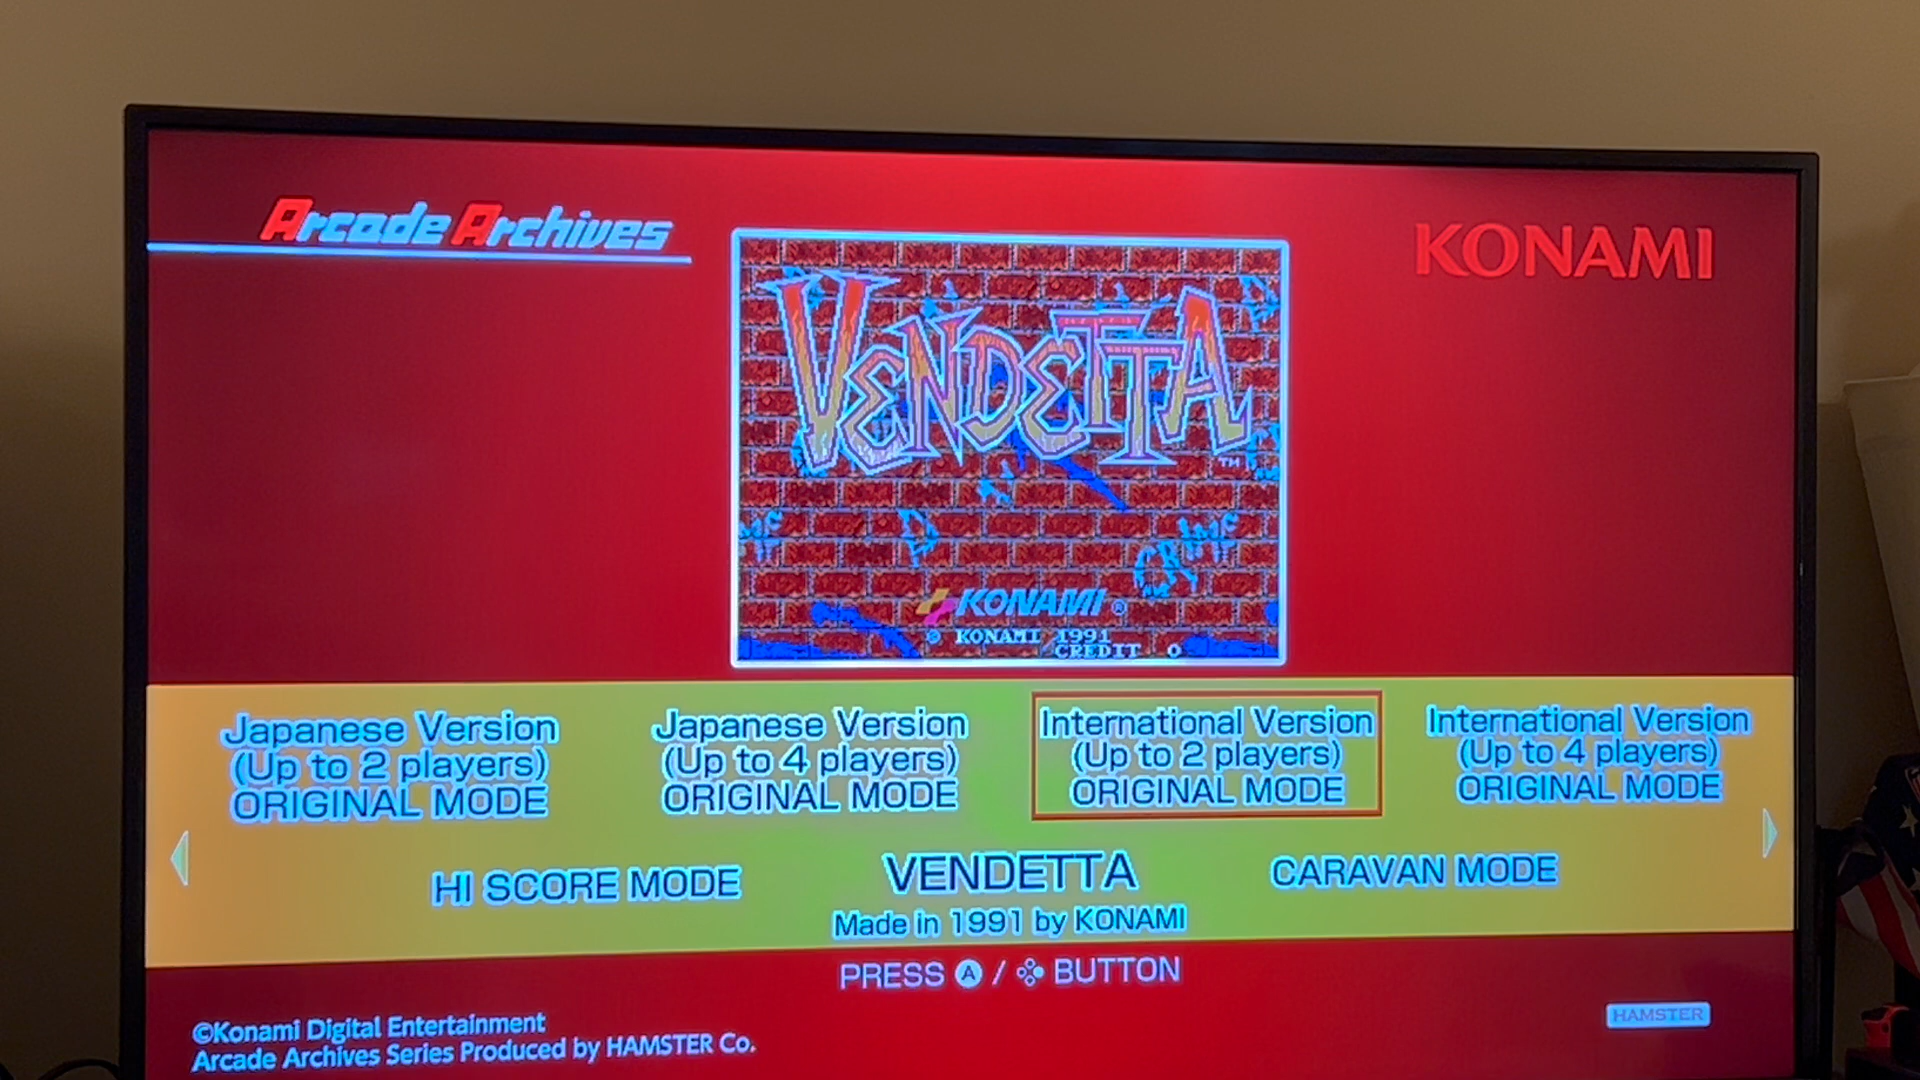 Arcade Archives
KONAMI
VENDETTA
TM
CRIME
KONAMI ®
© KONAMI 1991
CREDIT 0
Japanese Version
(Up to 2 players)
ORIGINAL MODE
Japanese Version
(Up to 4 players)
ORIGINAL MODE
International Version
(Up to 2 players)
ORIGINAL MODE
International Version
(Up to 4 players)
ORIGINAL MODE
HI SCORE MODE
VENDETTA
CARAVAN MODE
Made in 1991 by KONAMI
PRESS A / BUTTON
©Konami Digital Entertainment
Arcade Archives Series Produced by HAMSTER Co.
HAMSTER